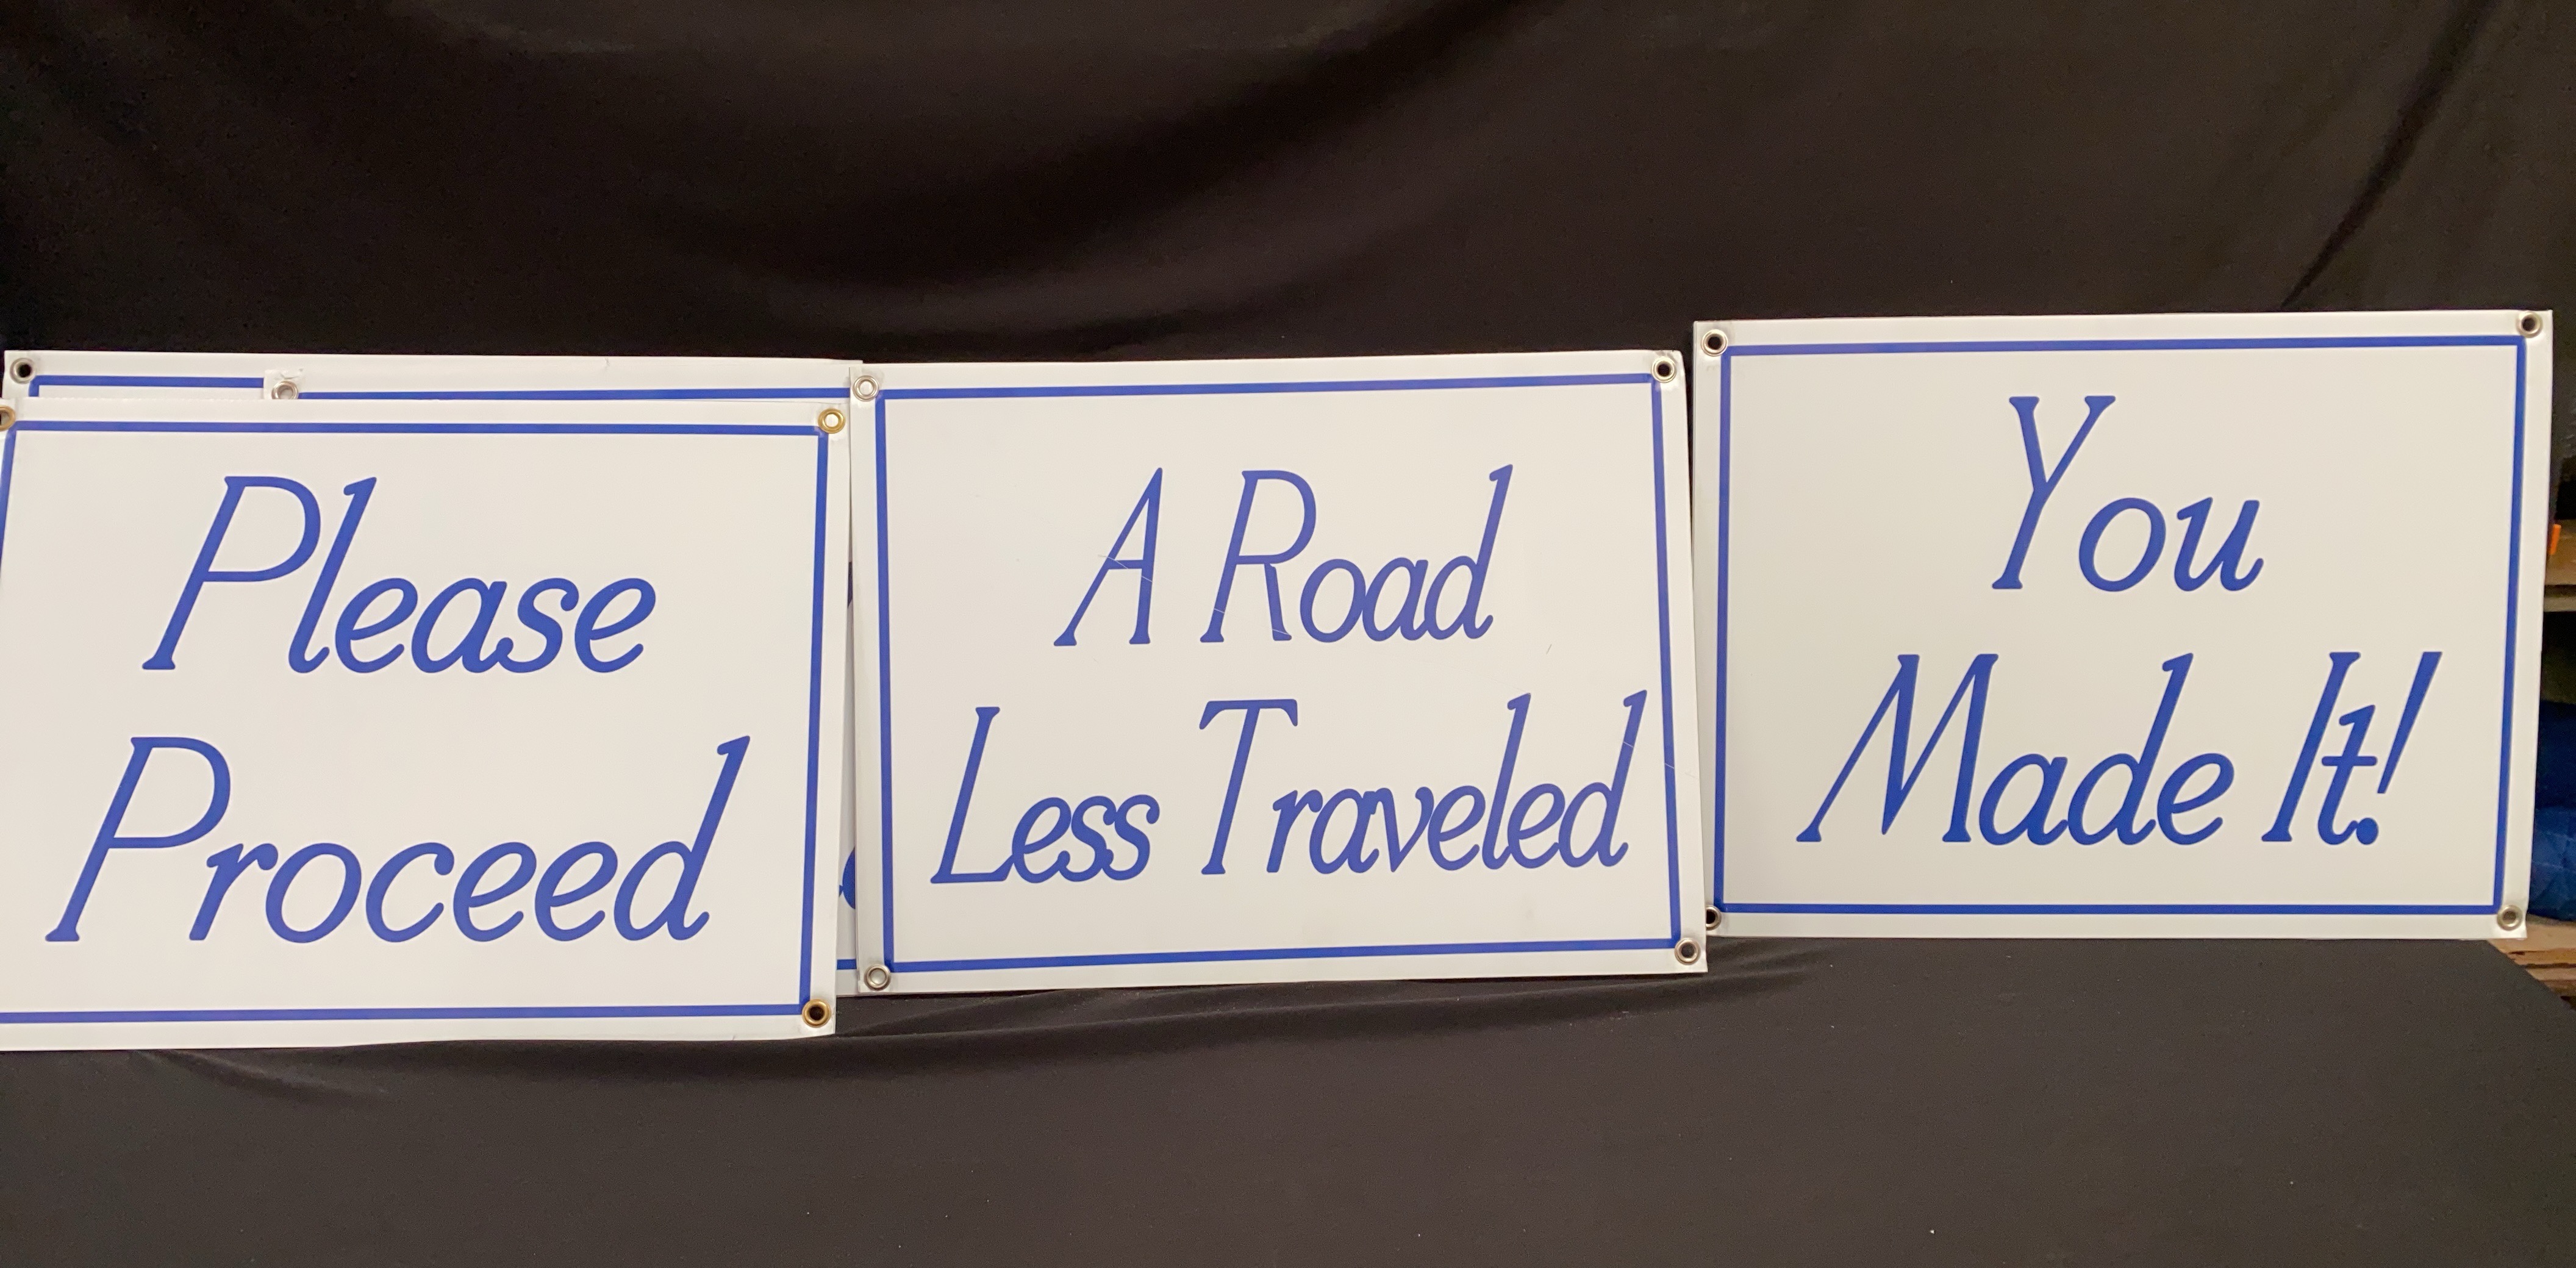 Please
Proceed
A Road
Less Traveled
You
Made It!